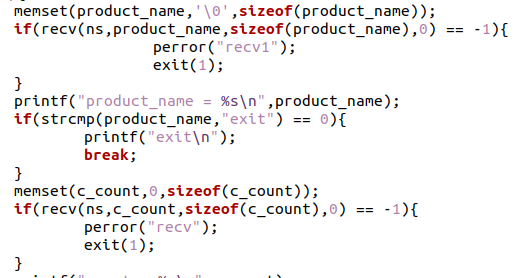 memset(product_name,'\0',sizeof(product_name));
if(recv(ns,product_name,sizeof(product_name),0) == -1){
perror("recv1");
exit(1);
}
printf("product_name = %s\n",product_name);
if(strcmp(product_name,"exit") == 0){
printf("exit\n");
break;
}
memset(c_count,0,sizeof(c_count));
if(recv(ns,c_count,sizeof(c_count),0) == -1){
perror("recv");
exit(1);
}